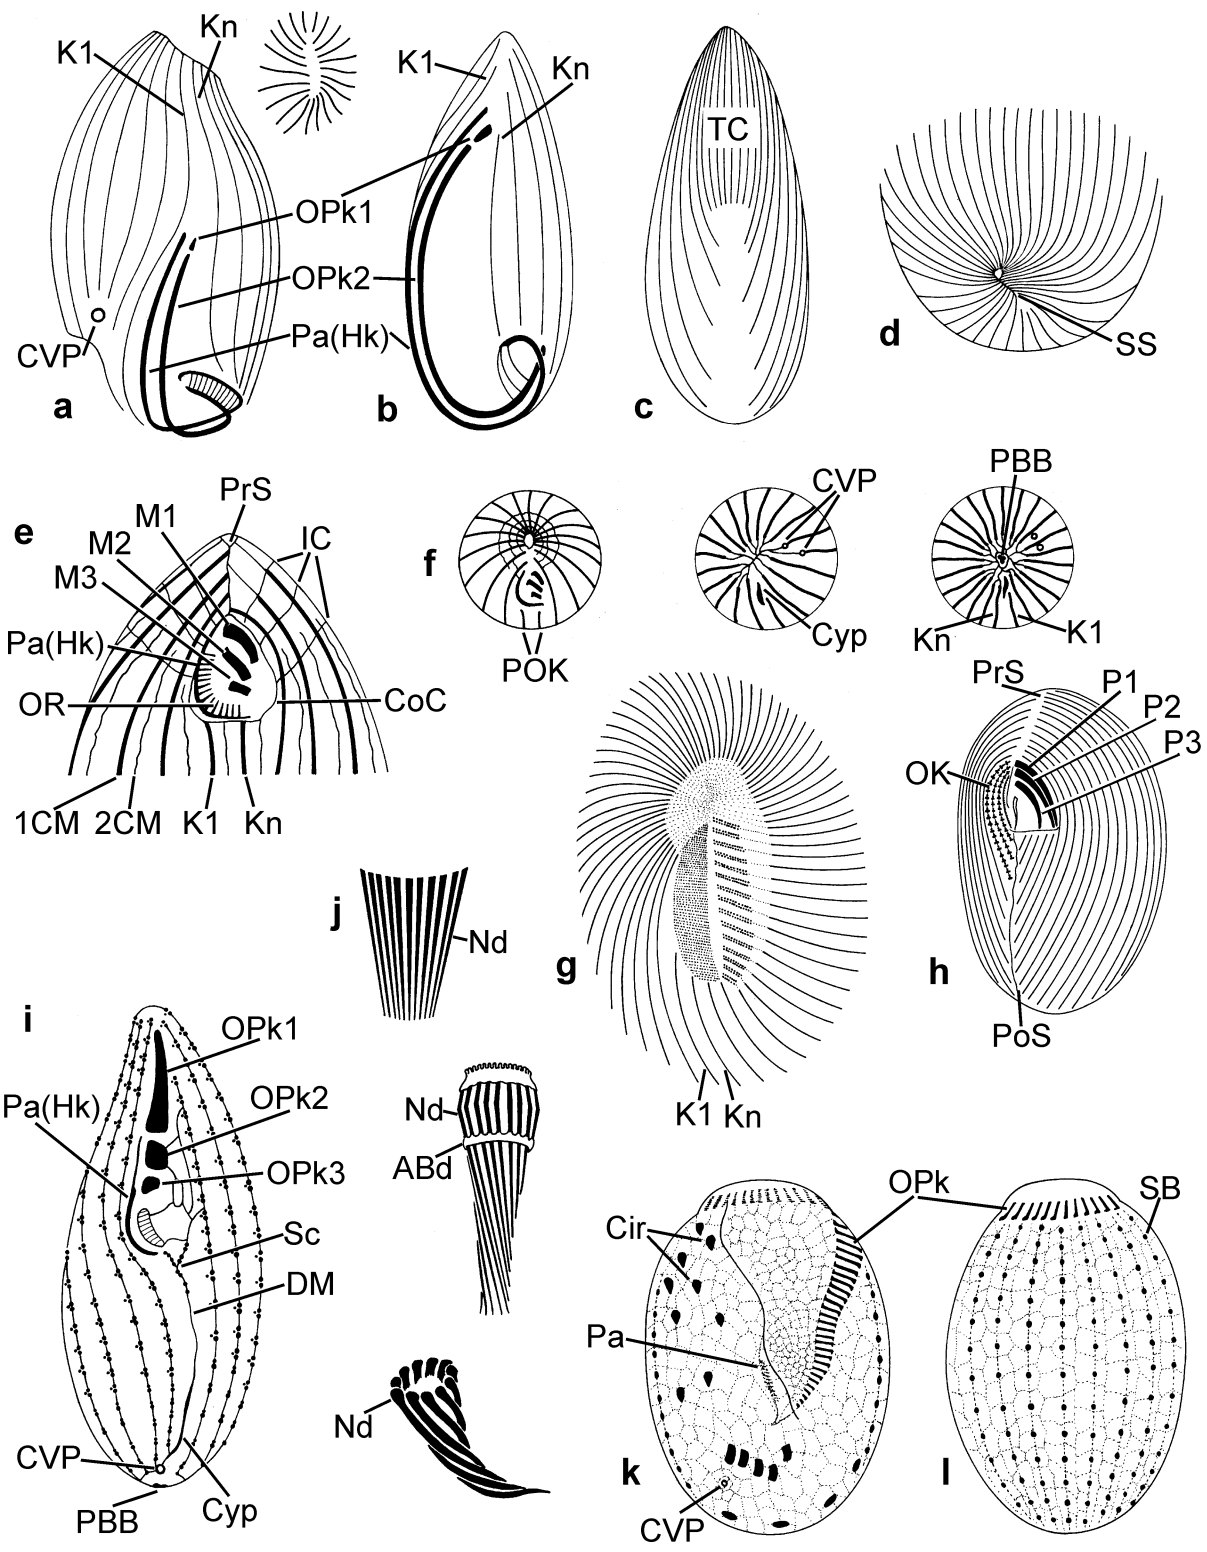 Kn
K1
K1
Kn
TC
OPk1
OPk2
Pa(Hk)
CVP
SS
a
b
c
d
PBB
CVP
PrS
e
M1
IC
M2
M3
f
Pa(Hk)
OR
CoC
Cyp
Kn
K1
POK
PrS
P1
P2
P3
OK
1CM 2CM K1 Kn
j
Nd
g
h
PoS
i
OPk1
Pa(Hk)
OPk2
Nd
K1 Kn
ABd
OPk3
OPk
SB
Sc
Cir
DM
Pa
Nd
CVP
k
l
PBB
Cyp
CVP